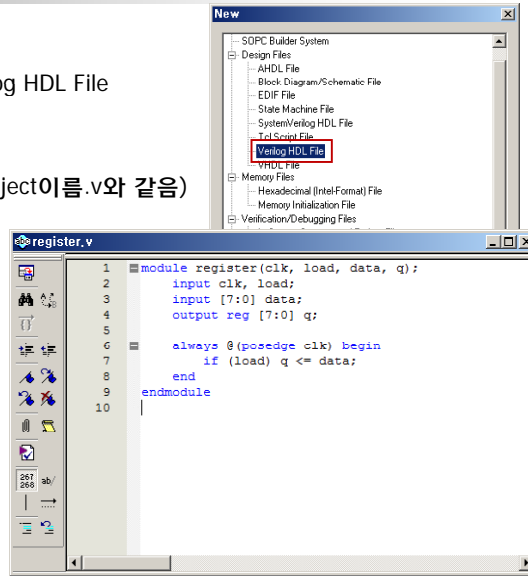 og HDL File
ject이름.v와 같음)
New
SOPC Builder System
Design Files
AHDL File
Block Diagram/Schematic File
EDIF File
State Machine File
SystemVerilog HDL File
Tcl Script File
Verilog HDL File
VHDL File
Memory Files
Hexadecimal (Intel-Format) File
Memory Initialization File
Verification/Debugging Files
abc register.v
1 module register(clk, load, data, q);
2 input clk, load;
3 input [7:0] data;
4 output reg [7:0] q;
5
6 always @(posedge clk) begin
7 if (load) q <= data;
8 end
9 endmodule
10
267
268 ab/